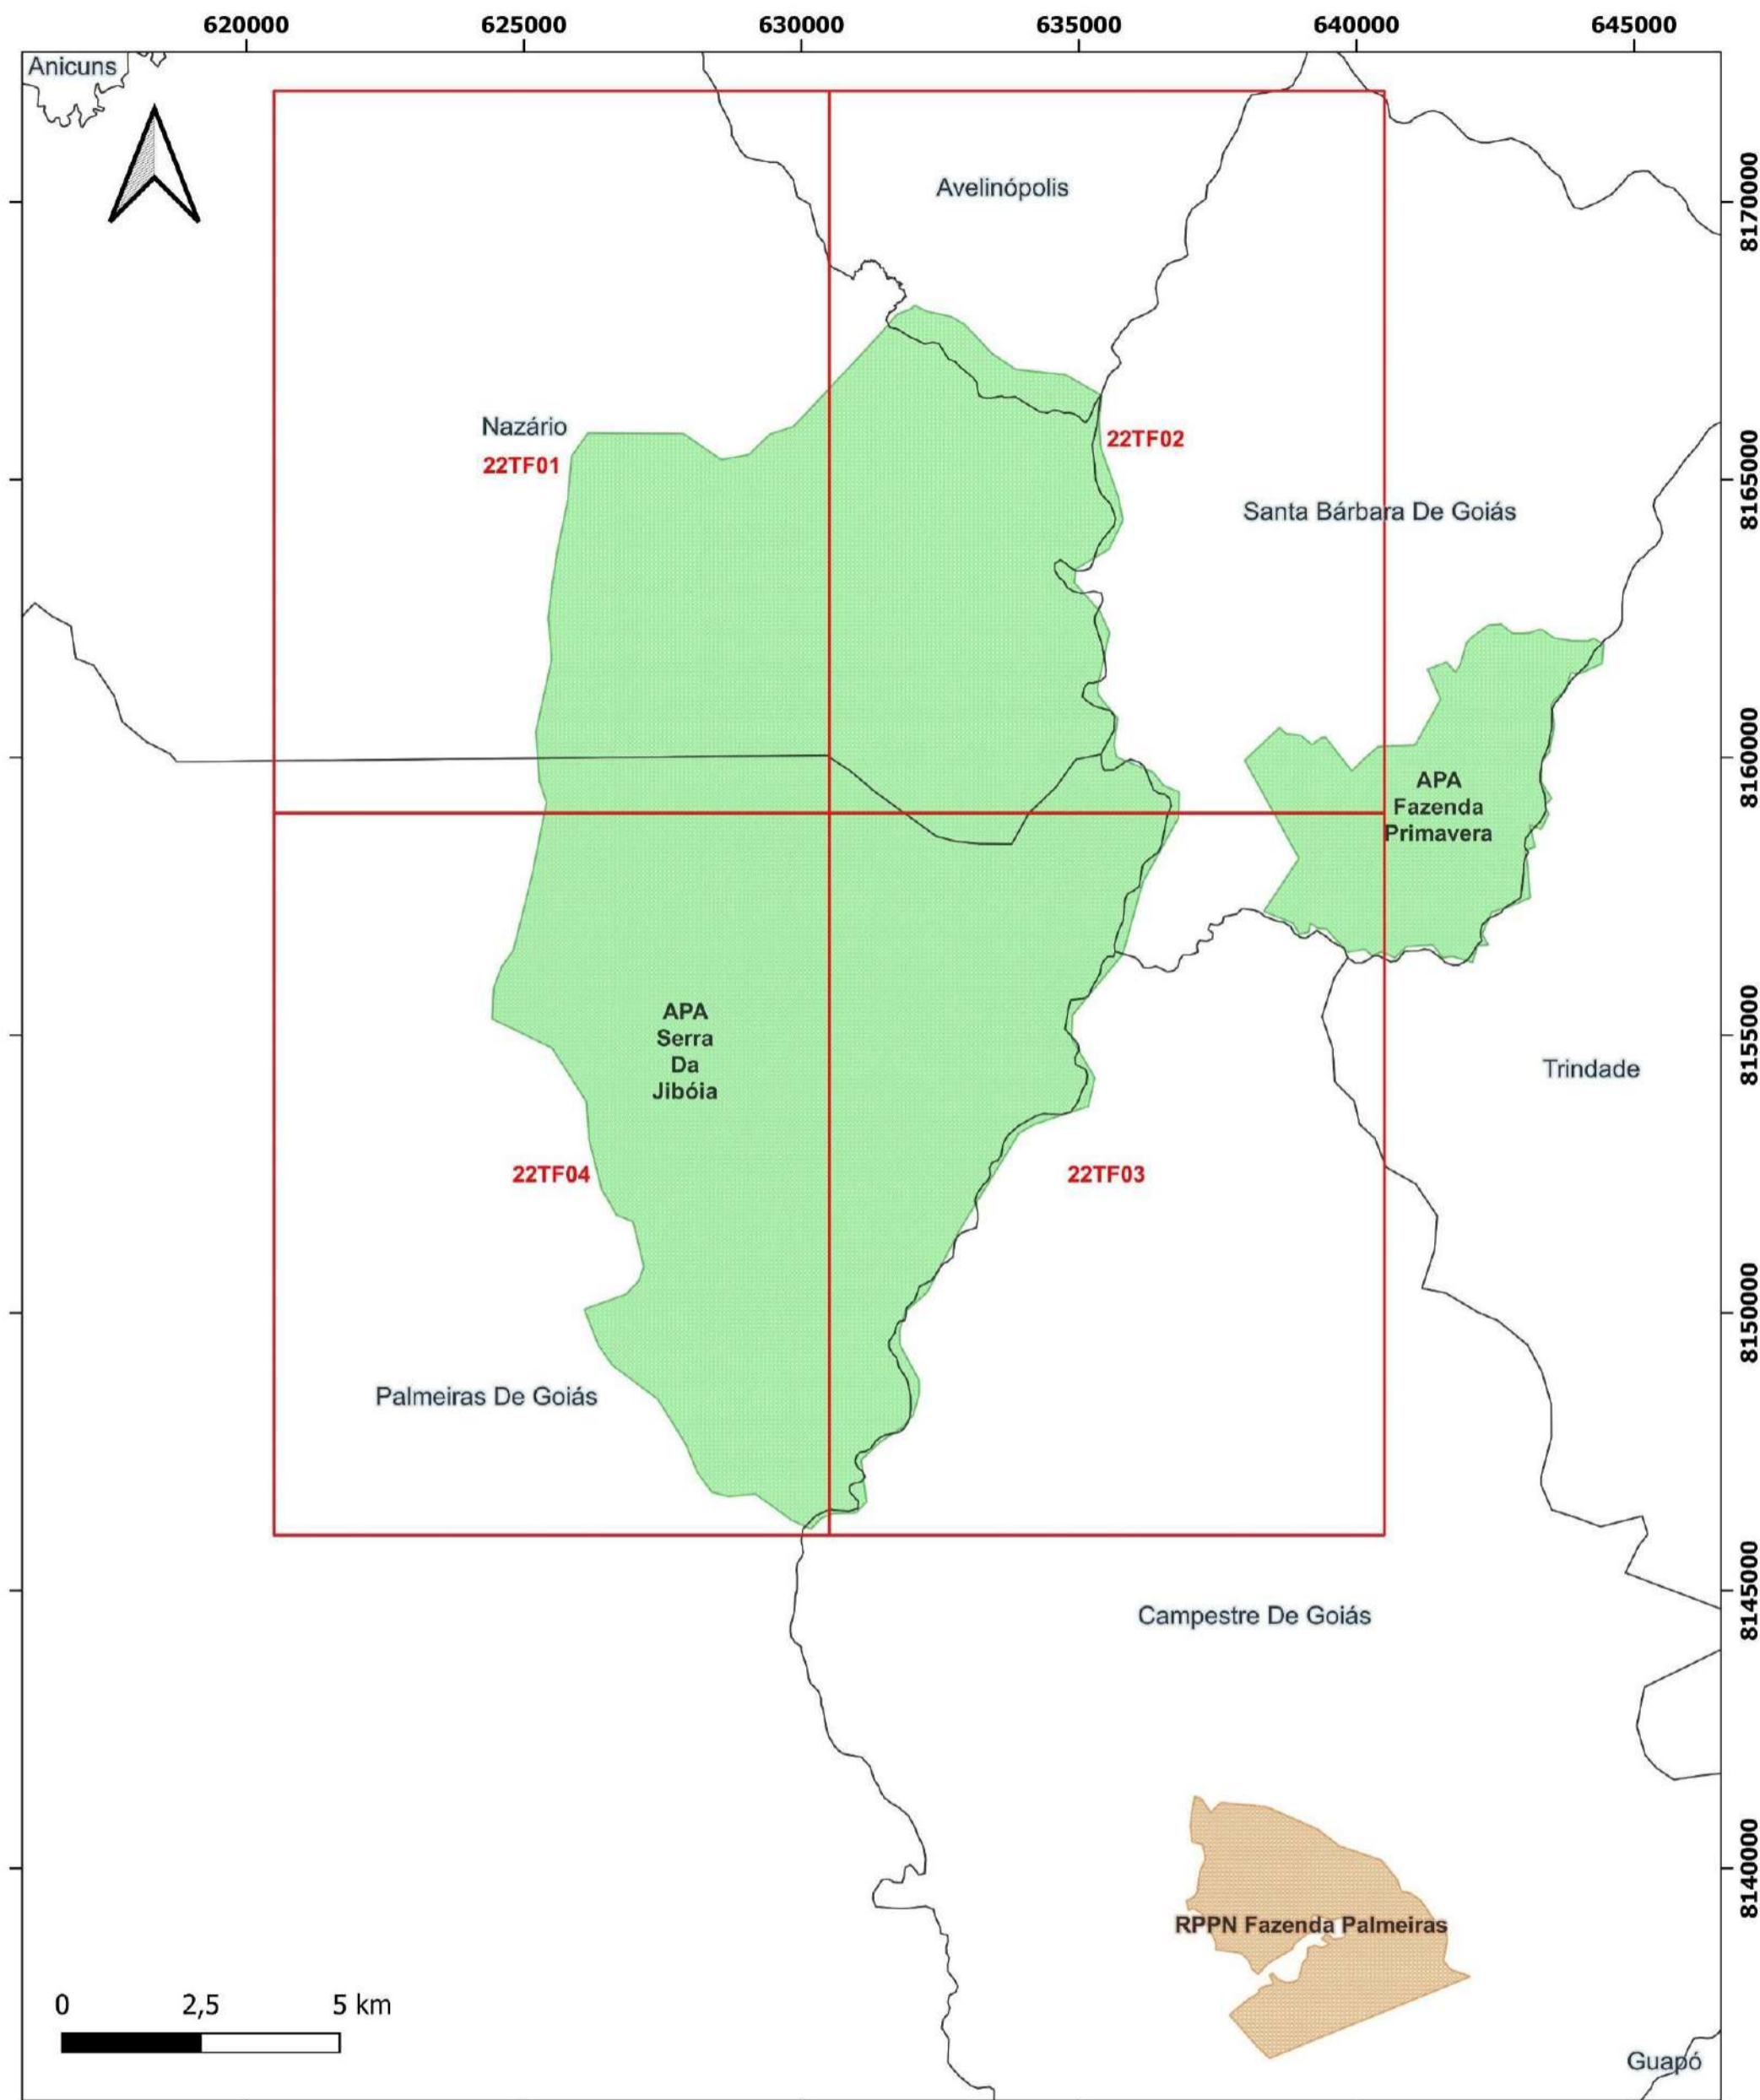 620000 625000 630000 635000 640000 645000
Anicuns
8170000
Avelinópolis
Nazário
22TF01
22TF02
8165000
Santa Bárbara De Goiás
8160000
APA
Fazenda
Primavera
8155000
APA
Serra
Da
Jibóia
Trindade
22TF04
22TF03
8150000
Palmeiras De Goiás
8145000
Campestre De Goiás
8140000
RPPN Fazenda Palmeiras
0 2,5 5 km
Guapó